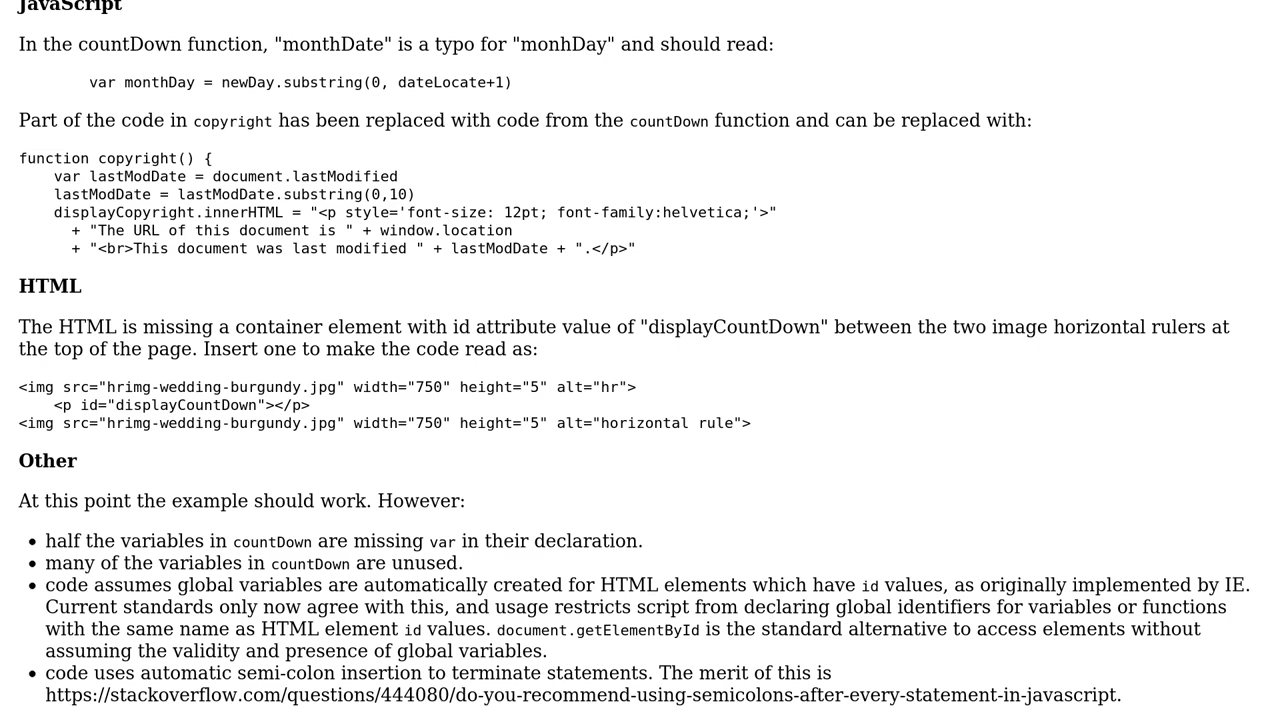 JavaScript
In the countDown function, "monthDate" is a typo for "monhDay" and should read:
var monthDay = newDay.substring(0, dateLocate+1)
Part of the code in copyright has been replaced with code from the countDown function and can be replaced with:
function copyright() {
    var lastModDate = document.lastModified
    lastModDate = lastModDate.substring(0,10)
    displayCopyright.innerHTML = "<p style='font-size: 12pt; font-family:helvetica;'>"
      + "The URL of this document is " + window.location
      + "<br>This document was last modified " + lastModDate + ".</p>"
HTML
The HTML is missing a container element with id attribute value of "displayCountDown" between the two image horizontal rulers at
the top of the page. Insert one to make the code read as:
<img src="hrimg-wedding-burgundy.jpg" width="750" height="5" alt="hr">
    <p id="displayCountDown"></p>
<img src="hrimg-wedding-burgundy.jpg" width="750" height="5" alt="horizontal rule">
Other
At this point the example should work. However:
• half the variables in countDown are missing var in their declaration.
• many of the variables in countDown are unused.
• code assumes global variables are automatically created for HTML elements which have id values, as originally implemented by IE.
Current standards only now agree with this, and usage restricts script from declaring global identifiers for variables or functions
with the same name as HTML element id values. document.getElementById is the standard alternative to access elements without
assuming the validity and presence of global variables.
• code uses automatic semi-colon insertion to terminate statements. The merit of this is
https://stackoverflow.com/questions/444080/do-you-recommend-using-semicolons-after-every-statement-in-javascript.